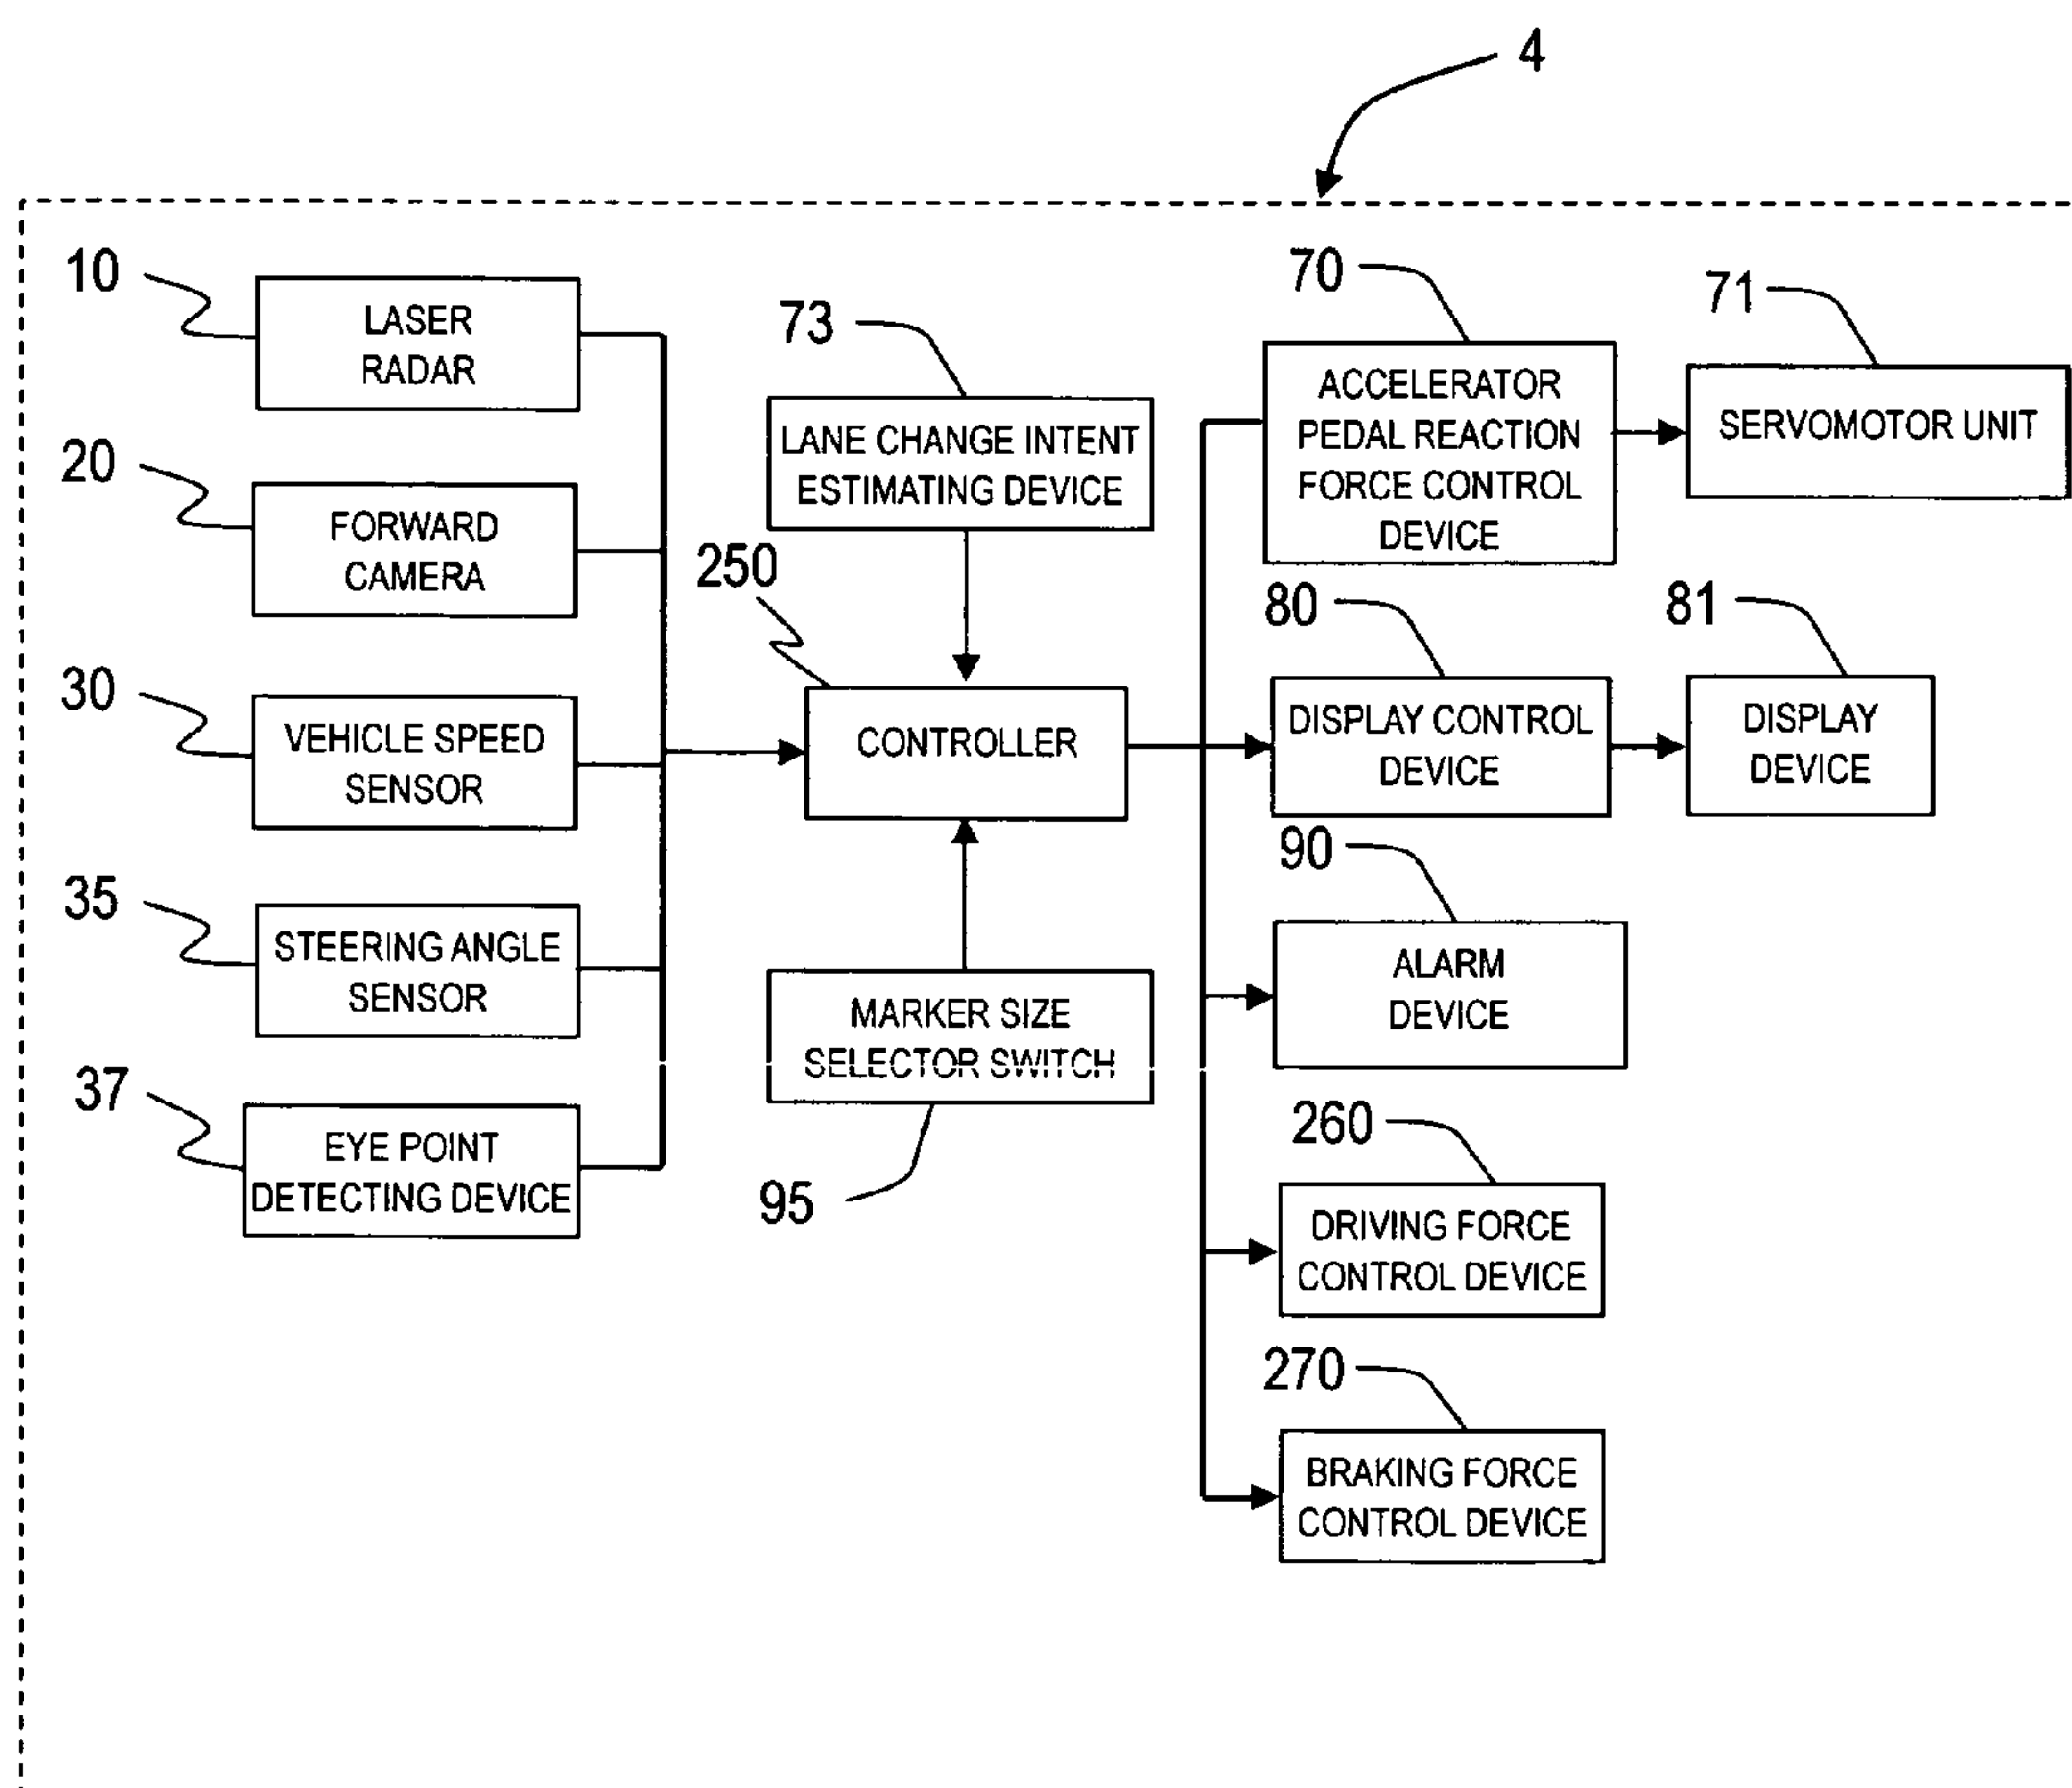 4
10
LASER
RADAR
20
FORWARD
CAMERA
30
VEHICLE SPEED
SENSOR
35
STEERING ANGLE
SENSOR
37
EYE POINT
DETECTING DEVICE
73
LANE CHANGE INTENT
ESTIMATING DEVICE
250
CONTROLLER
MARKER SIZE
SELECTOR SWITCH
95
70
ACCELERATOR
PEDAL REACTION
FORCE CONTROL
DEVICE
71
SERVOMOTOR UNIT
80
DISPLAY CONTROL
DEVICE
81
DISPLAY
DEVICE
90
ALARM
DEVICE
260
DRIVING FORCE
CONTROL DEVICE
270
BRAKING FORCE
CONTROL DEVICE